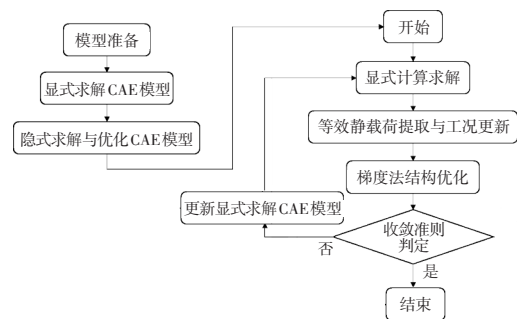 模型准备
显式求解CAE模型
隐式求解与优化CAE模型
开始
显式计算求解
等效静载荷提取与工况更新
梯度法结构优化
更新显式求解CAE模型
收敛准则
判定
否
是
结束